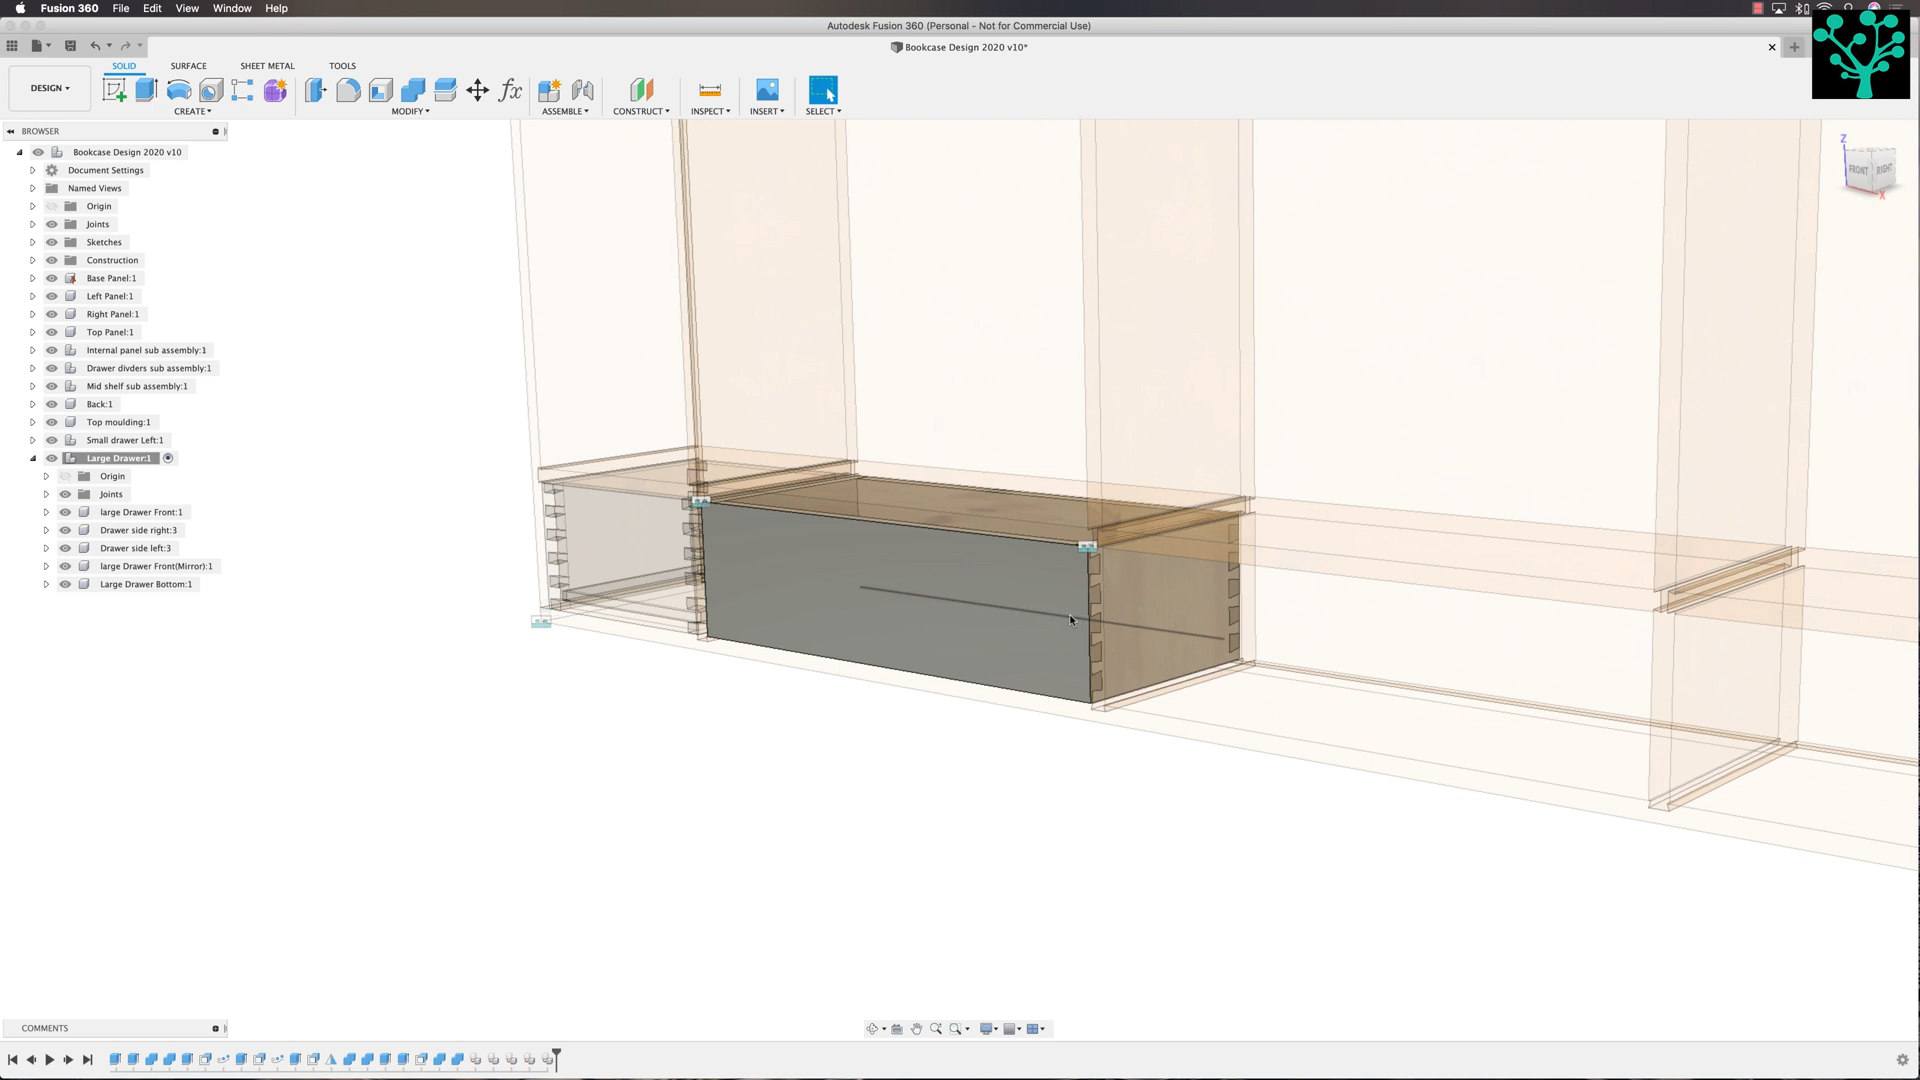 Fusion 360 File Edit View Window Help
Autodesk Fusion 360 (Personal - Not for Commercial Use)
Bookcase Design 2020 v10*
SOLID SURFACE SHEET METAL TOOLS
DESIGN
CREATE MODIFY ASSEMBLE CONSTRUCT INSPECT INSERT SELECT
BROWSER
Bookcase Design 2020 v10
Document Settings
Named Views
Origin
Joints
Sketches
Construction
Base Panel:1
Left Panel:1
Right Panel:1
Top Panel:1
Internal panel sub assembly:1
Drawer divders sub assembly:1
Mid shelf sub assembly:1
Back:1
Top moulding:1
Small drawer Left:1
Large Drawer:1
Origin
Joints
large Drawer Front:1
Drawer side right:3
Drawer side left:3
large Drawer Front(Mirror):1
Large Drawer Bottom:1
Z
FRONT RIGHT
X
COMMENTS